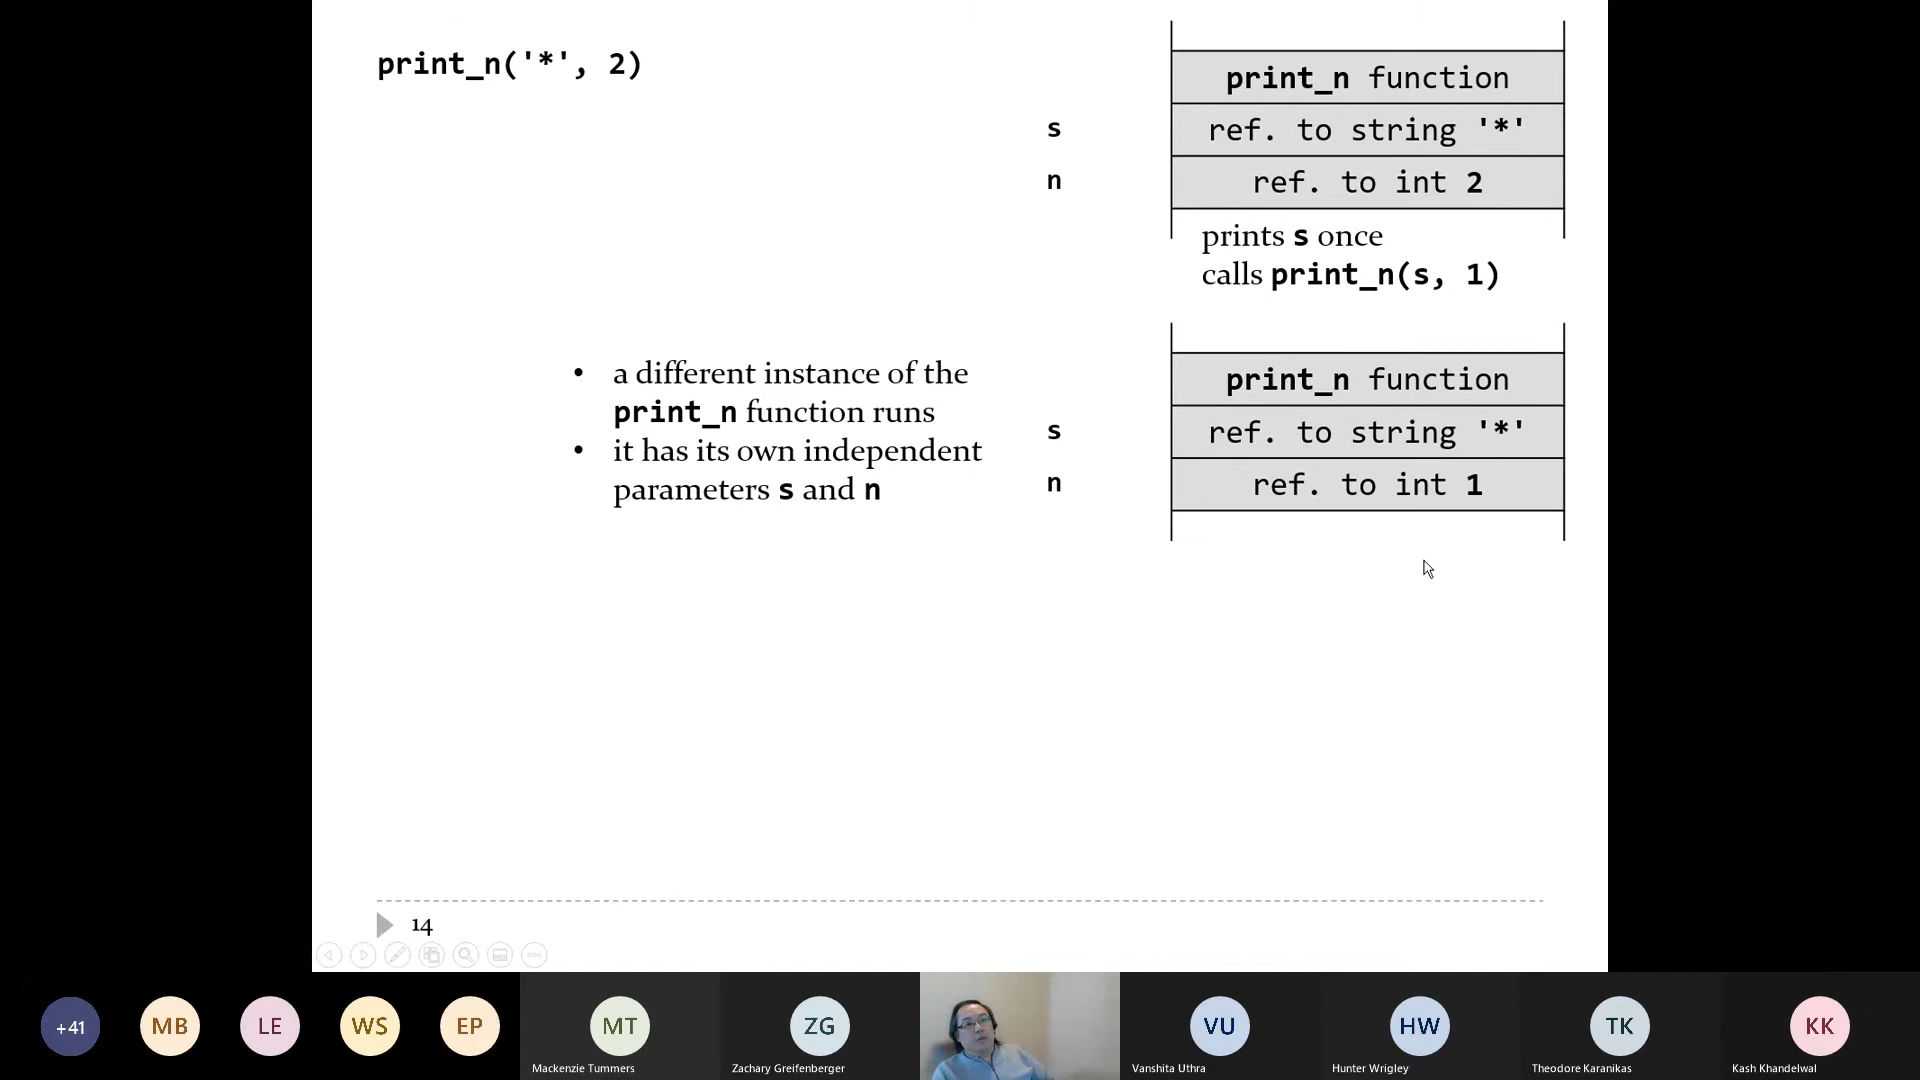 print_n('*', 2)
print_n function
s
ref. to string '*'
n
ref. to int 2
prints s once
calls print_n(s, 1)
• a different instance of the
print_n function runs
• it has its own independent
parameters s and n
print_n function
s
ref. to string '*'
n
ref. to int 1
14
+41
MB
LE
WS
EP
MT
Mackenzie Tummers
ZG
Zachary Greifenberger
VU
Vanshita Uthra
HW
Hunter Wrigley
TK
Theodore Karanikas
KK
Kash Khandelwal